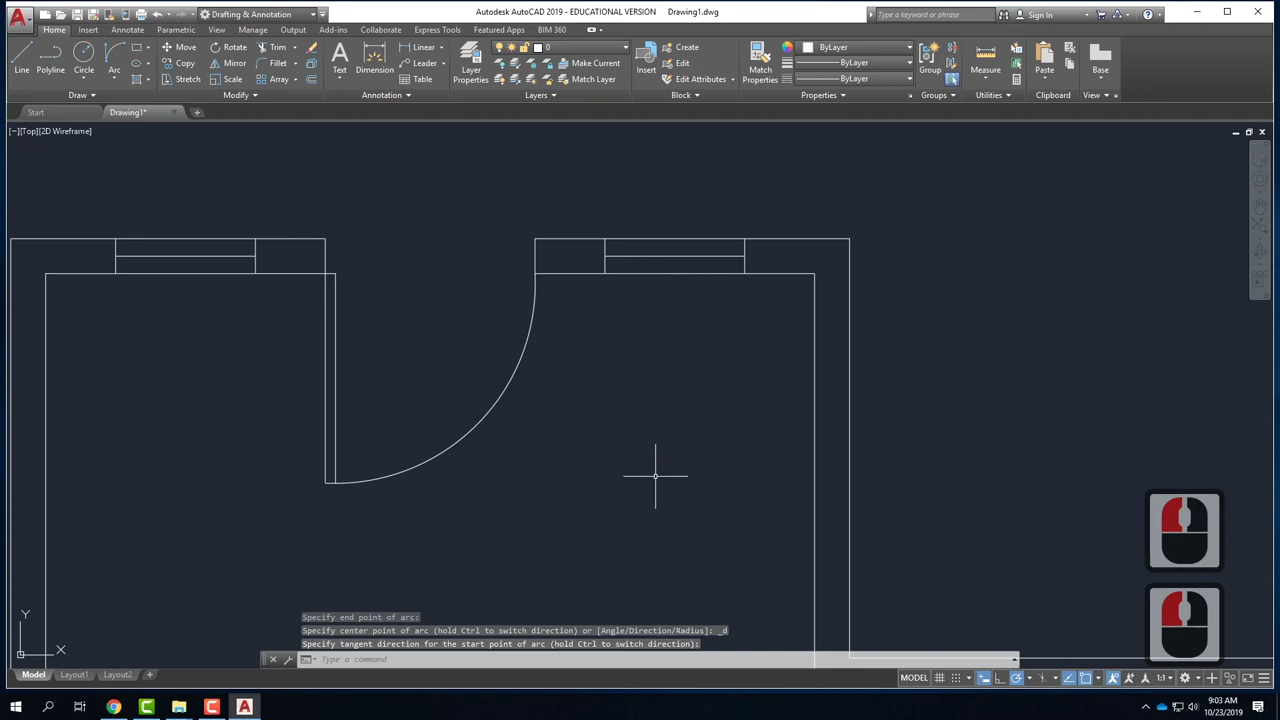 Drafting & Annotation
Autodesk AutoCAD 2019 - EDUCATIONAL VERSION Drawing1.dwg
Type a keyword or phrase
Sign In
Home Insert Annotate Parametric View Manage Output Add-ins Collaborate Express Tools Featured Apps BIM 360
Line
Polyline
Circle
Arc
Move
Rotate
Trim
Copy
Mirror
Fillet
Stretch
Scale
Array
Text
Dimension
Linear
Leader
Table
Layer
Properties
0
Make Current
Match Layer
Insert
Create
Edit
Edit Attributes
Match
Properties
ByLayer
ByLayer
ByLayer
Group
Measure
Paste
Base
Draw
Modify
Annotation
Layers
Block
Properties
Groups
Utilities
Clipboard
View
Start
Drawing1*
[−][Top][2D Wireframe]
Y
X
Specify end point of arc:
Specify center point of arc (hold Ctrl to switch direction) or [Angle/Direction/Radius]: _d
Specify tangent direction for the start point of arc (hold Ctrl to switch direction):
Type a command
Model Layout1 Layout2
MODEL
1:1
9:03 AM
10/23/2019